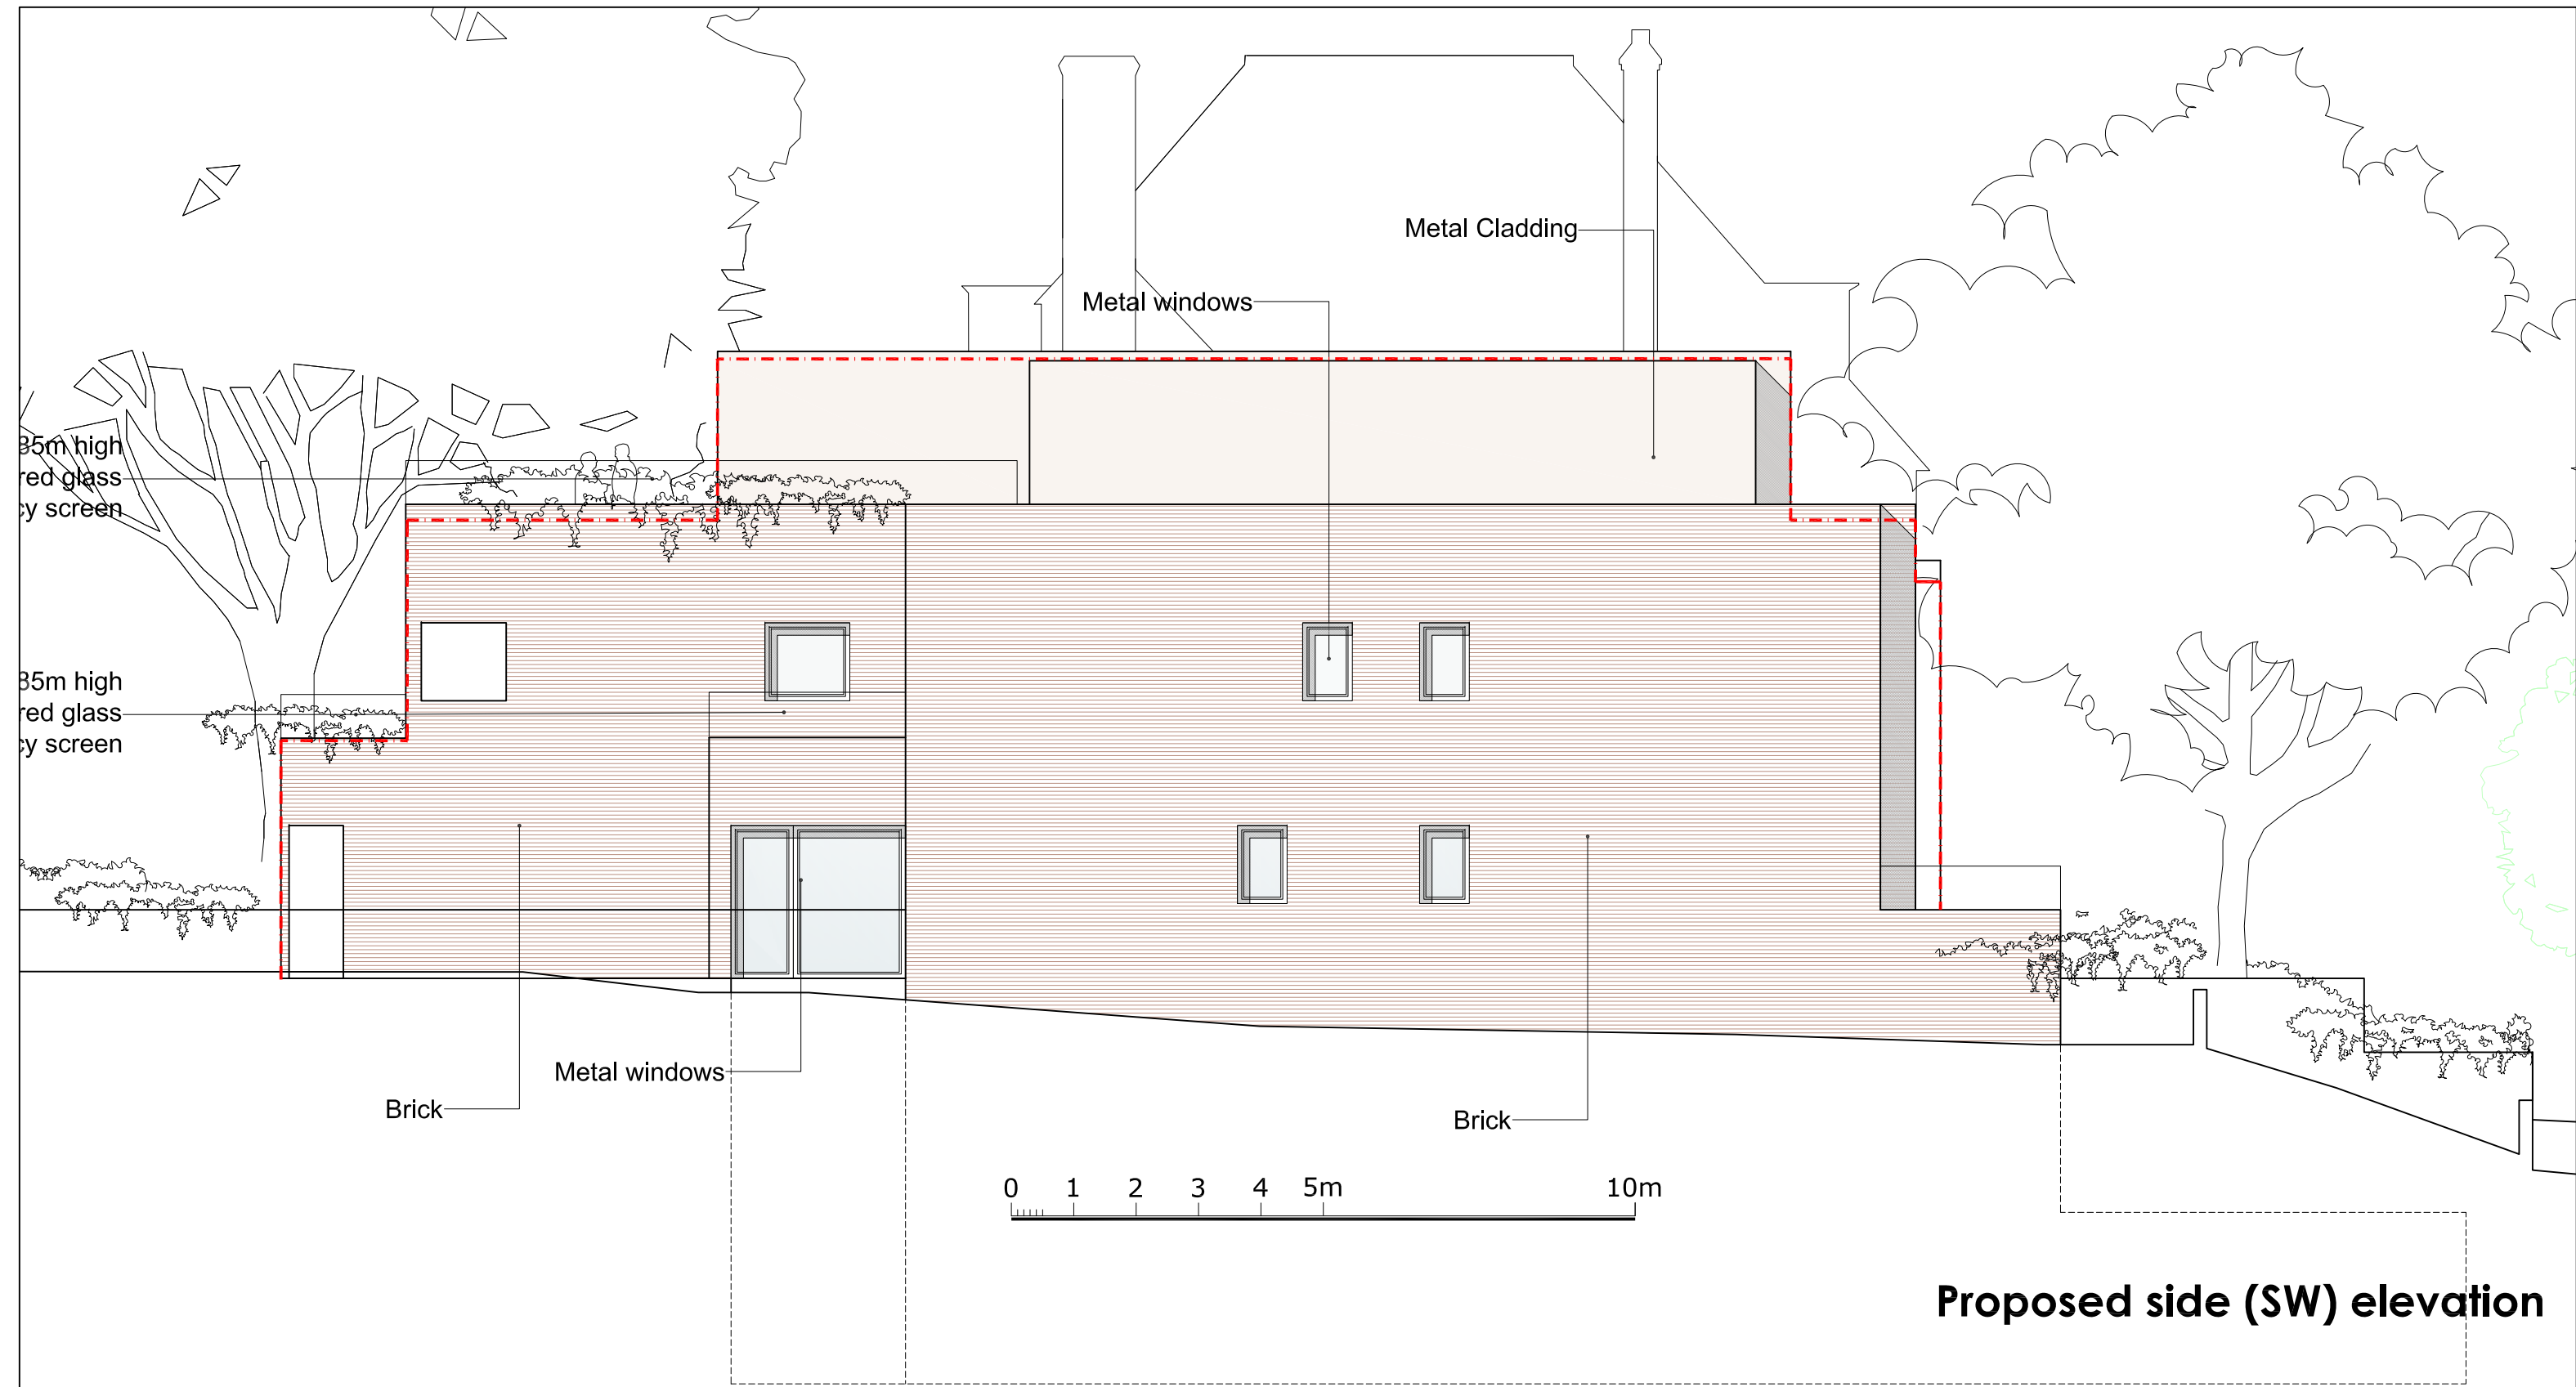 Metal Cladding
Metal windows
35m high
red glass
cy screen
35m high
red glass
cy screen
Metal windows
Brick
Brick
0 1 2 3 4 5m 10m
Proposed side (SW) elevation